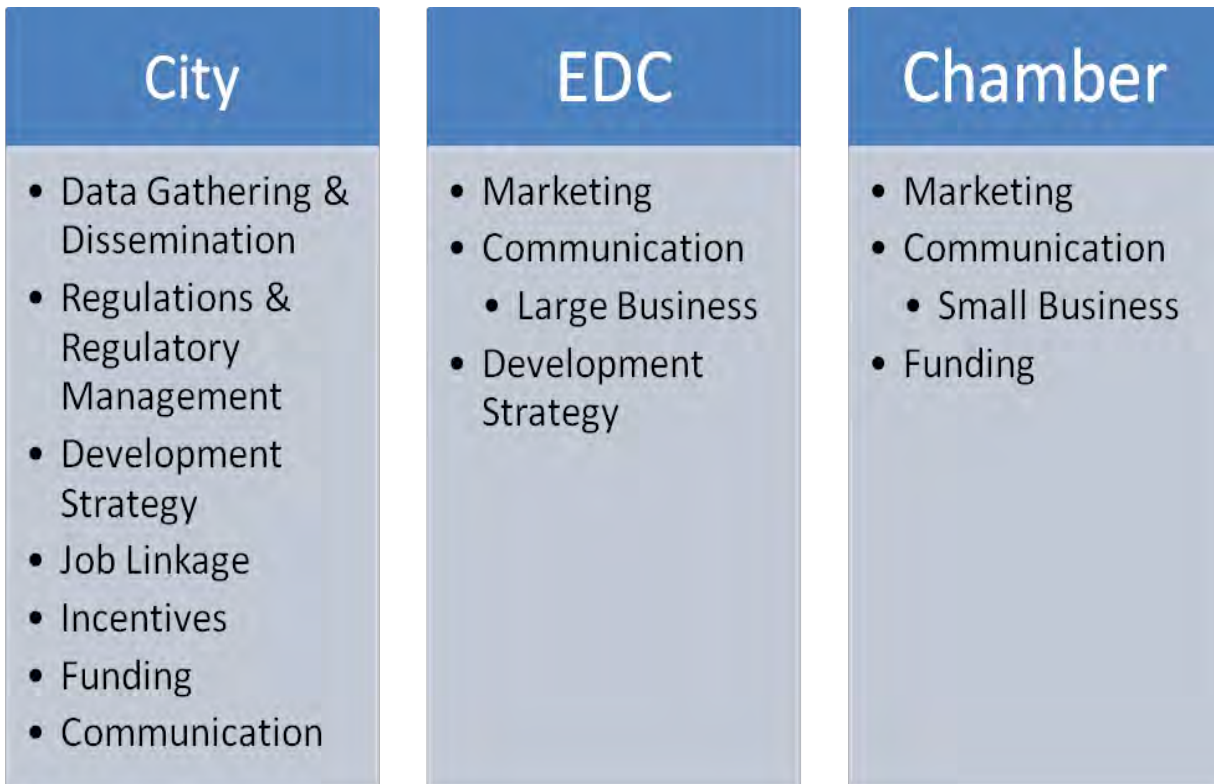 City
• Data Gathering &
Dissemination
• Regulations &
Regulatory
Management
• Development
Strategy
• Job Linkage
• Incentives
• Funding
• Communication
EDC
• Marketing
• Communication
• Large Business
• Development
Strategy
Chamber
• Marketing
• Communication
• Small Business
• Funding